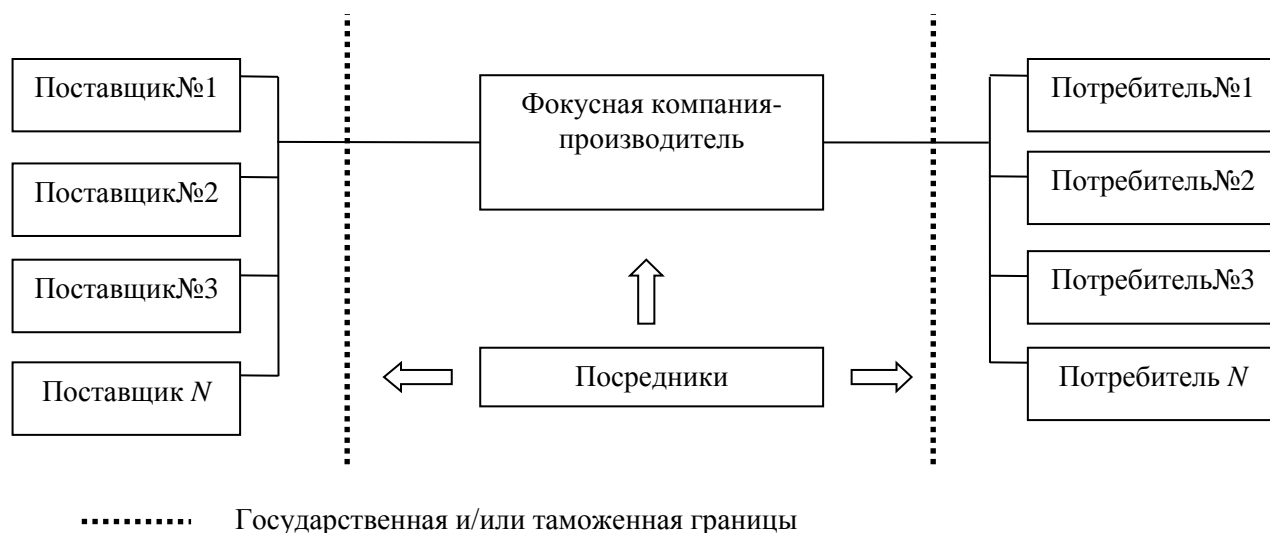 Поставщик№1
Поставщик№2
Поставщик№3
Поставщик N
Фокусная компания-
производитель
Посредники
Потребитель№1
Потребитель№2
Потребитель№3
Потребитель N
Государственная и/или таможенная границы